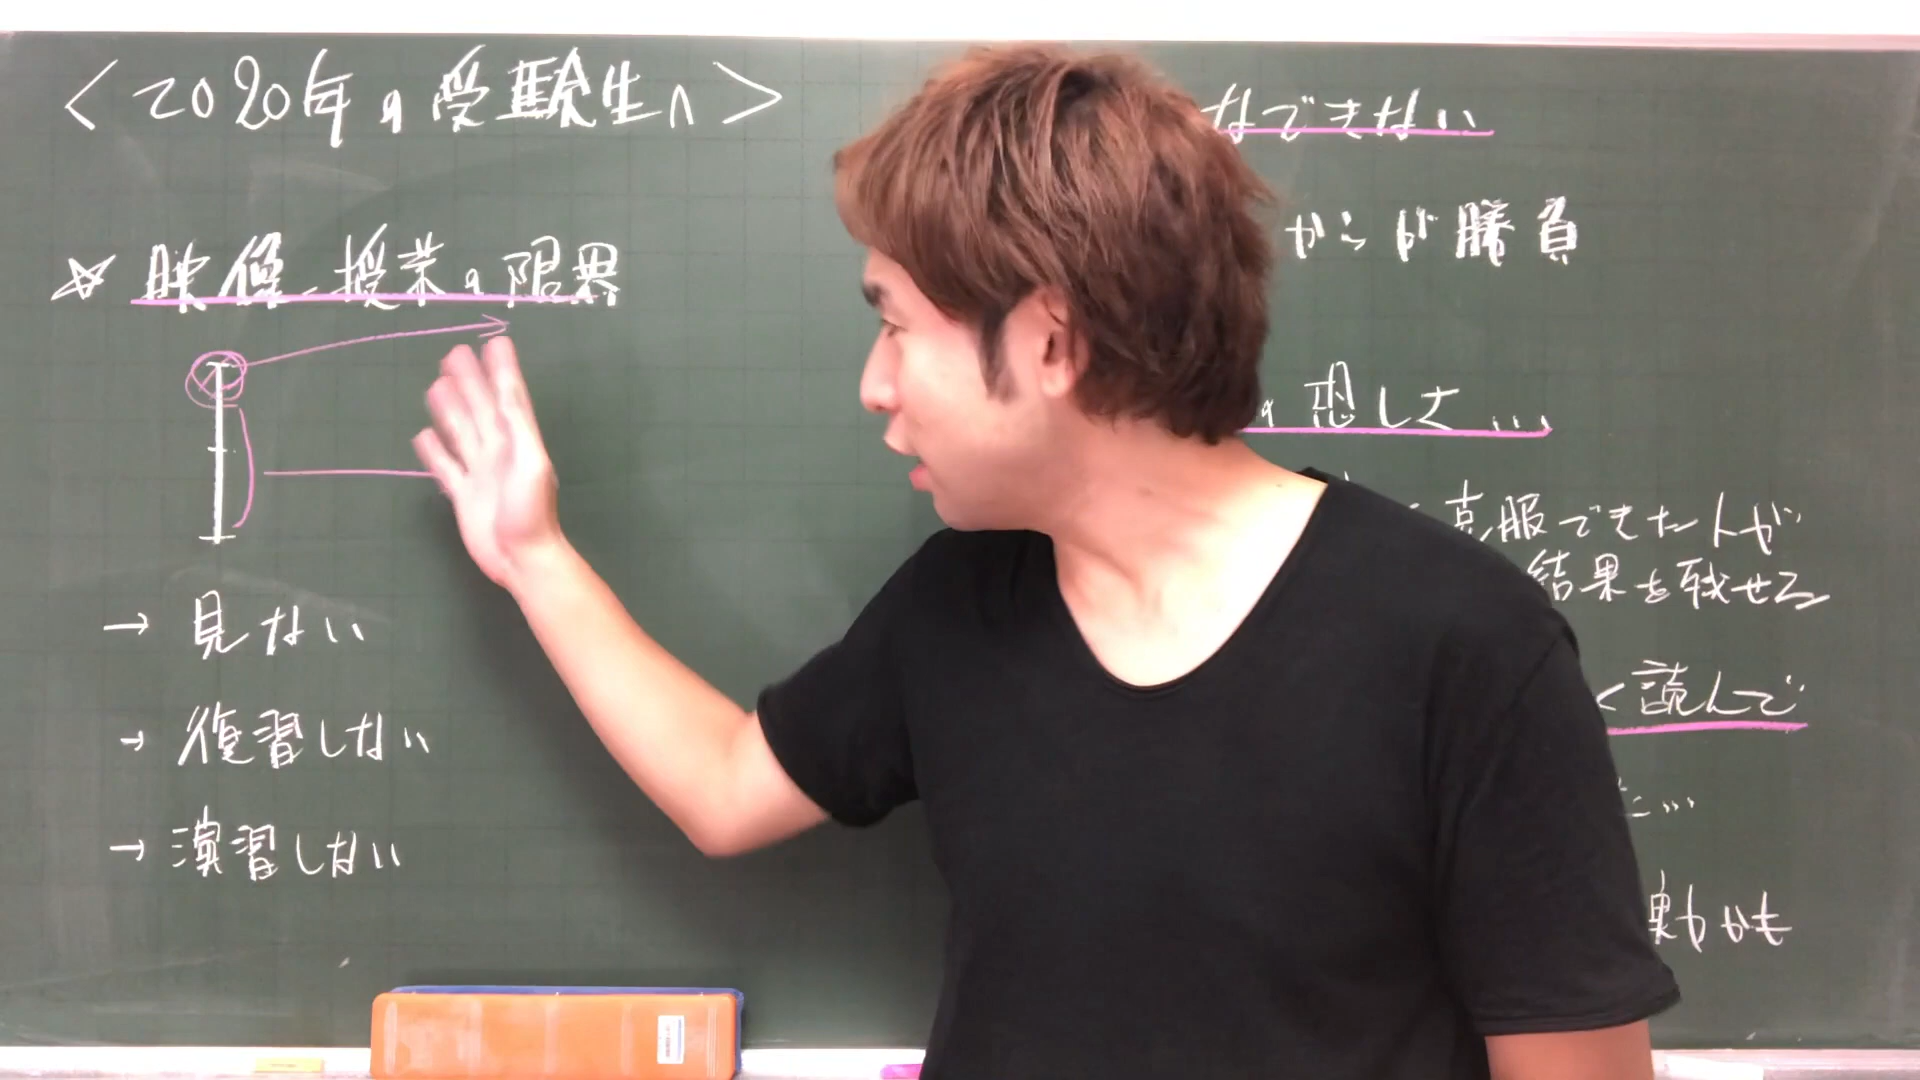 <2020年の受験生へ>
☆ 映像授業の限界
→ 見ない
→ 復習しない
→ 演習しない
なできない
からが勝負
の恐しさ...
克服できた人が
結果を残せる
く読んで
た...
かも